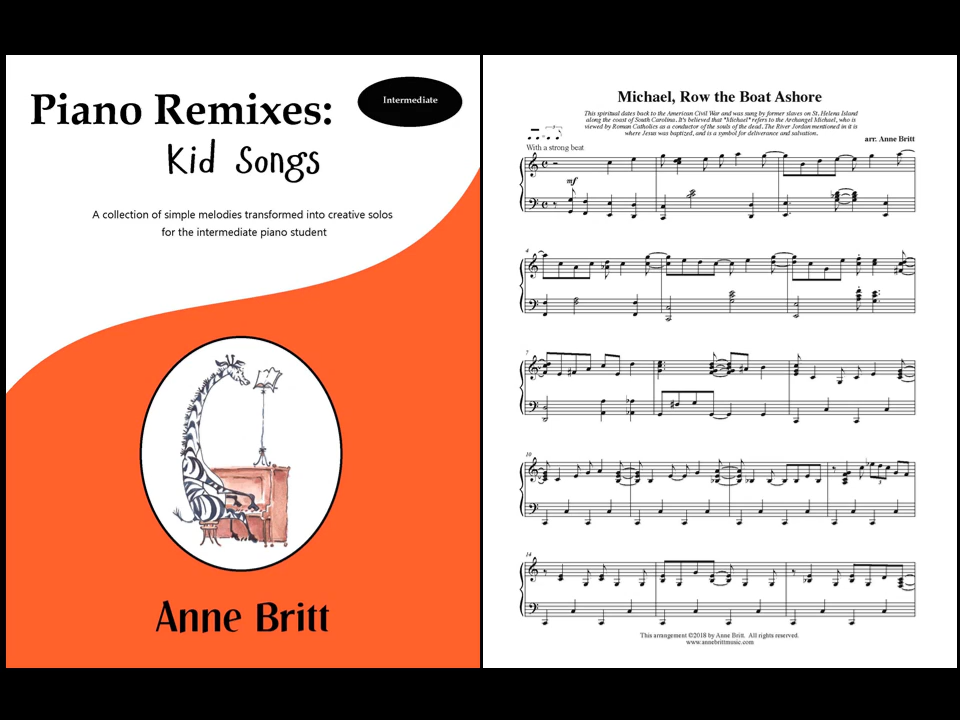 Piano Remixes:
Intermediate
Kid Songs
A collection of simple melodies transformed into creative solos
for the intermediate piano student
Anne Britt
Michael, Row the Boat Ashore
This spiritual dates back to the American Civil War and was sung by former slaves on St. Helens Island
along the coast of South Carolina. It's believed that "Michael" refers to the Archangel Michael, who is
viewed by Roman Catholics as a conductor of the souls of the dead. The River Jordan mentioned in it is
where Jesus was baptized, and is a symbol for deliverance and salvation.
arr. Anne Britt
3
With a strong beat
mf
4
7
10
3
14
This arrangement ©2018 by Anne Britt. All rights reserved.
www.annebrittmusic.com